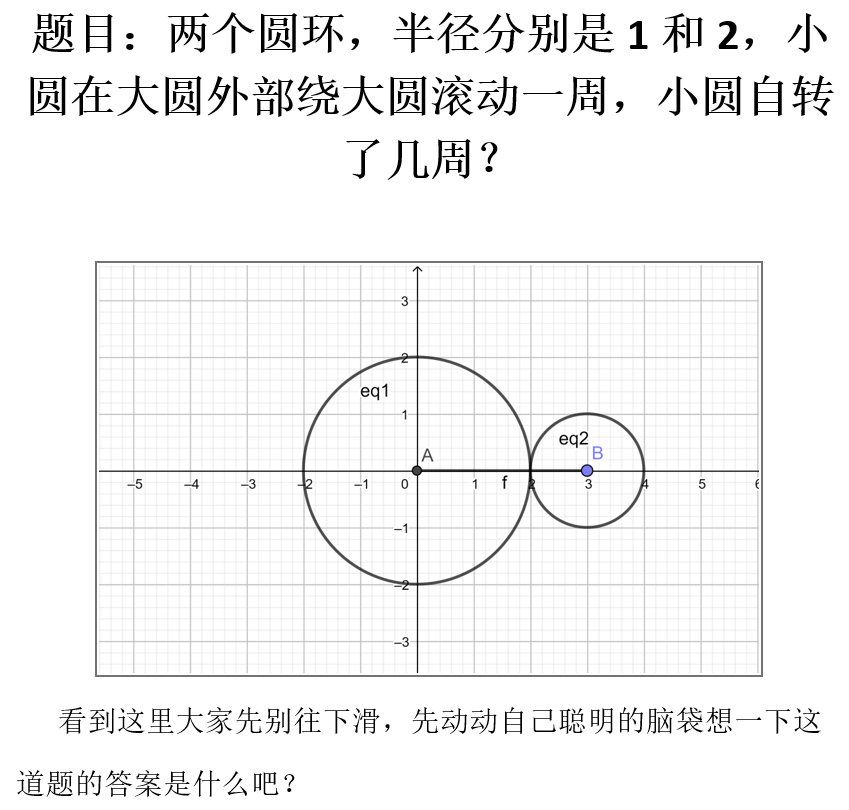 题目：两个圆环，半径分别是 1 和 2，小
圆在大圆外部绕大圆滚动一周，小圆自转
了几周？
3
2
eq1
1
eq2
A
B
–5 –4 –3 –2 –1 0 1 f 2 3 4 5 6
–1
–2
–3
看到这里大家先别往下滑，先动动自己聪明的脑袋想一下这
道题的答案是什么吧？